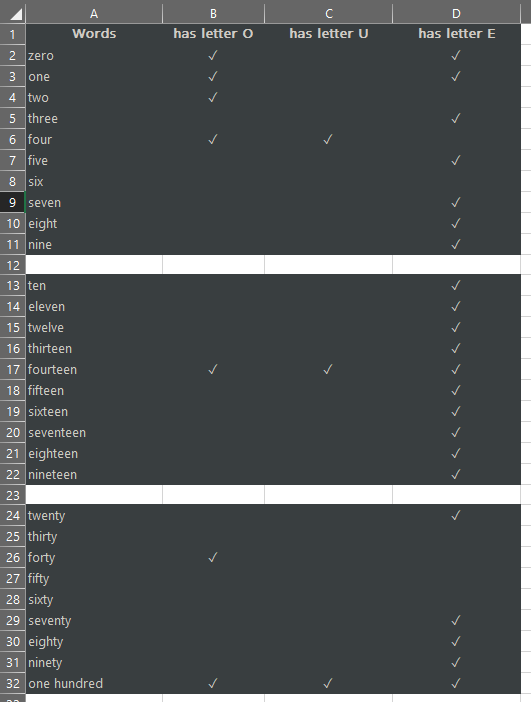 A B C D
1 Words has letter O has letter U has letter E
2 zero ✓ ✓
3 one ✓ ✓
4 two ✓
5 three ✓
6 four ✓ ✓
7 five ✓
8 six
9 seven ✓
10 eight ✓
11 nine ✓
12
13 ten ✓
14 eleven ✓
15 twelve ✓
16 thirteen ✓
17 fourteen ✓ ✓ ✓
18 fifteen ✓
19 sixteen ✓
20 seventeen ✓
21 eighteen ✓
22 nineteen ✓
23
24 twenty ✓
25 thirty
26 forty ✓
27 fifty
28 sixty
29 seventy ✓
30 eighty ✓
31 ninety ✓
32 one hundred ✓ ✓ ✓